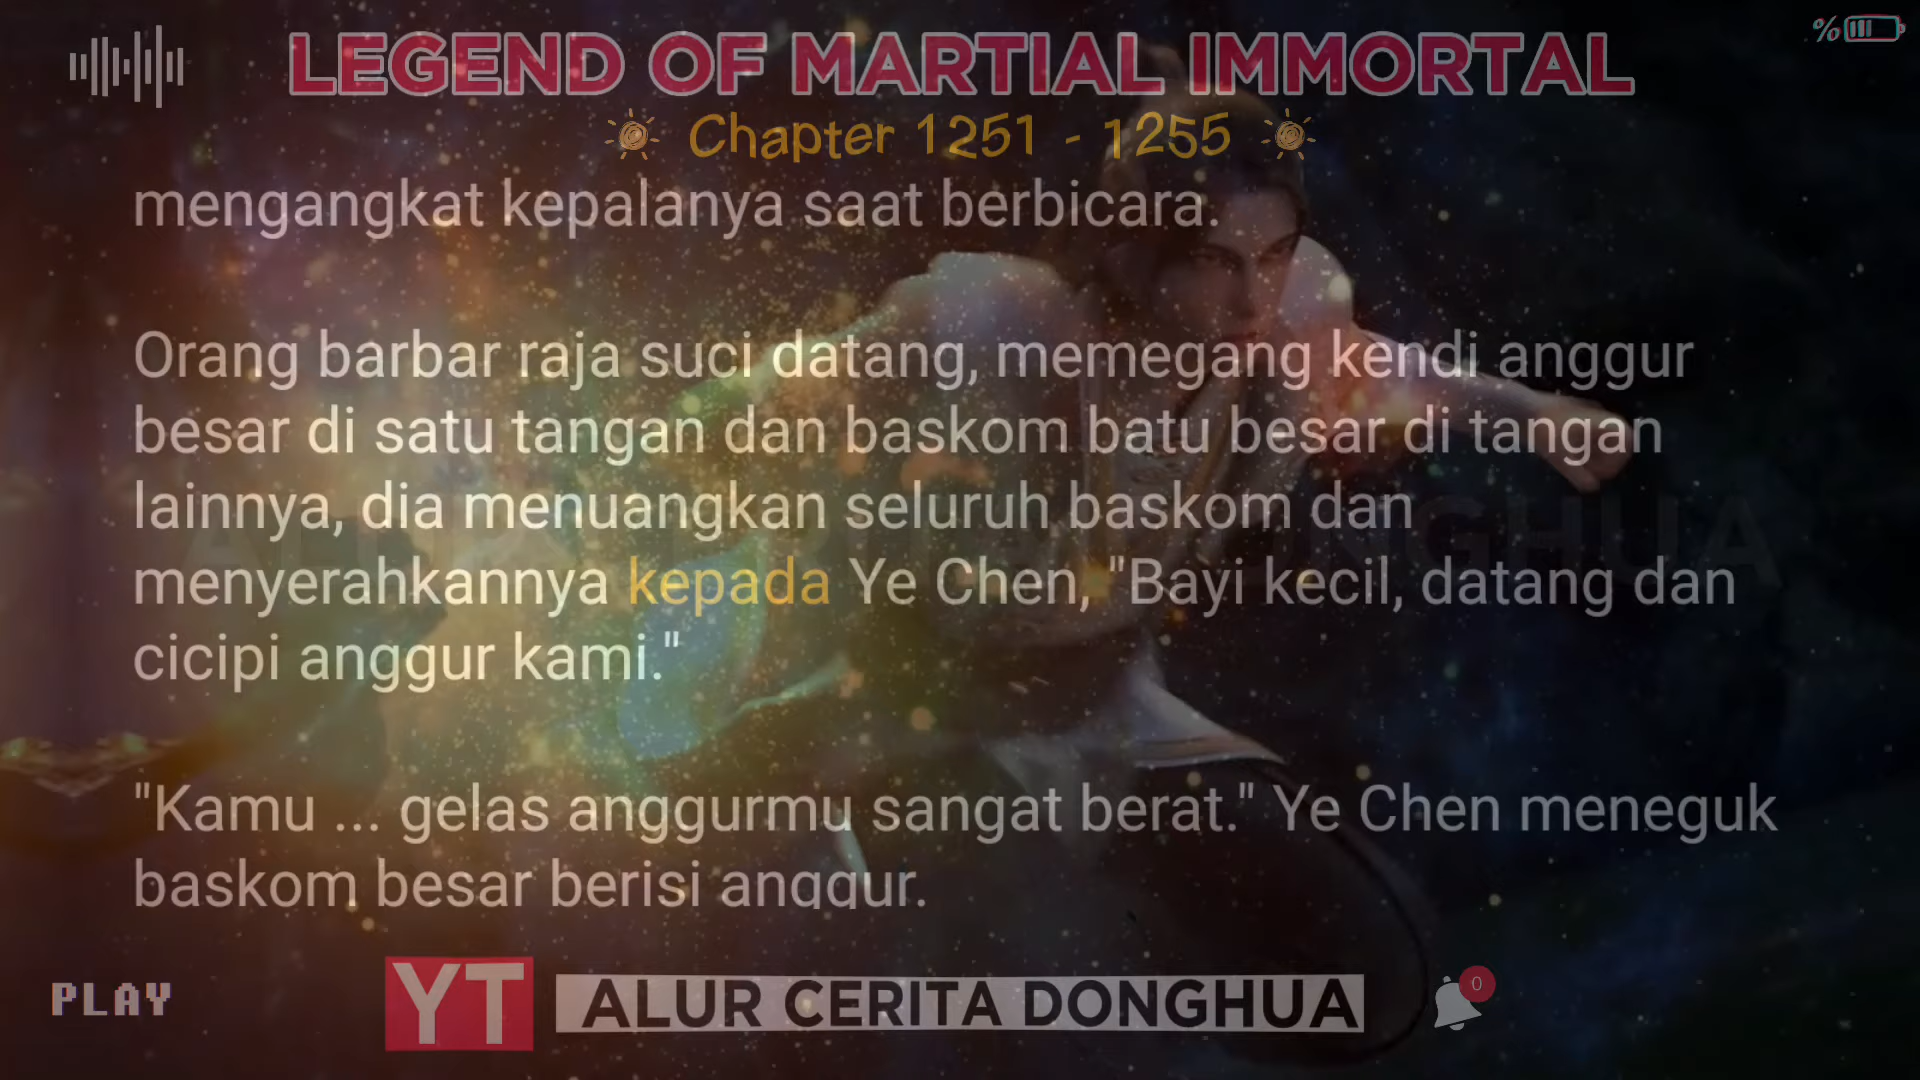 LEGEND OF MARTIAL IMMORTAL
%
Chapter 1251 - 1255
mengangkat kepalanya saat berbicara.
Orang barbar raja suci datang, memegang kendi anggur
besar di satu tangan dan baskom batu besar di tangan
lainnya, dia menuangkan seluruh baskom dan
menyerahkannya kepada Ye Chen, "Bayi kecil, datang dan
cicipi anggur kami."
"Kamu ... gelas anggurmu sangat berat." Ye Chen meneguk
baskom besar berisi anggur.
PLAY
YT
ALUR CERITA DONGHUA
0